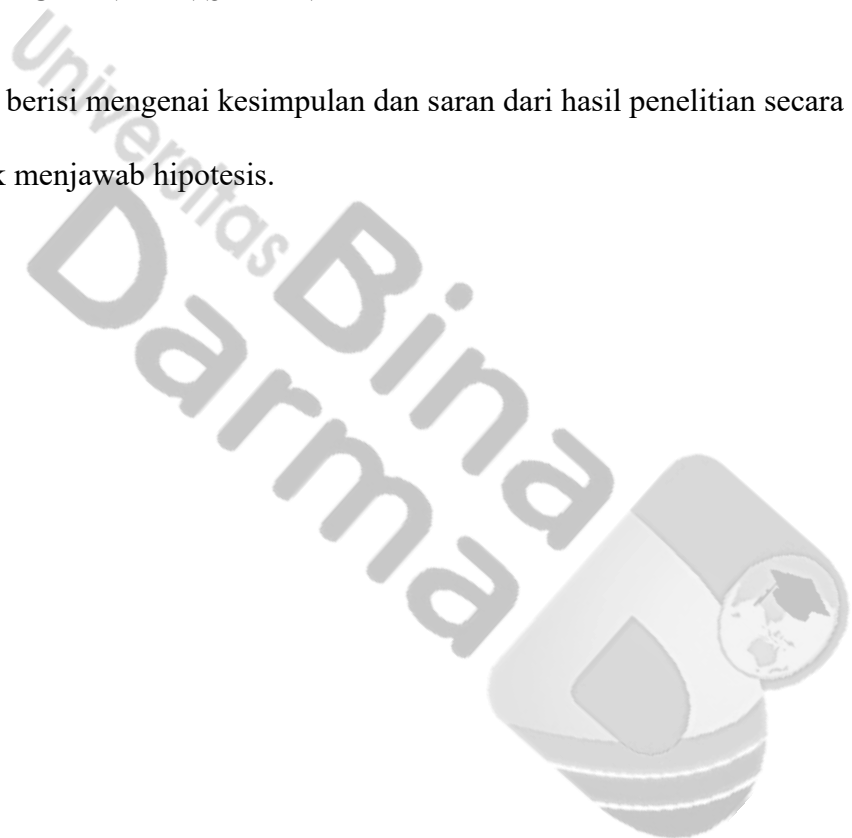 berisi mengenai kesimpulan dan saran dari hasil penelitian secara
menjawab hipotesis.
Universitas
Bina
Darma